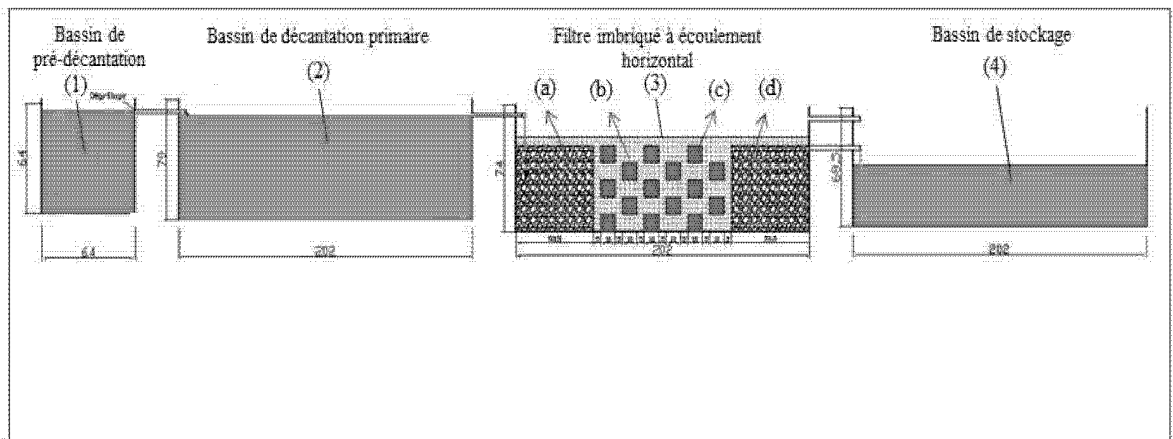 Bassin de
pré-décantation
(1)
Bassin de décantation primaire
(2)
Filtre imbriqué à écoulement
horizontal
(3)
(a)
(b)
(c)
(d)
Bassin de stockage
(4)
64
79
74
64
202
202
202